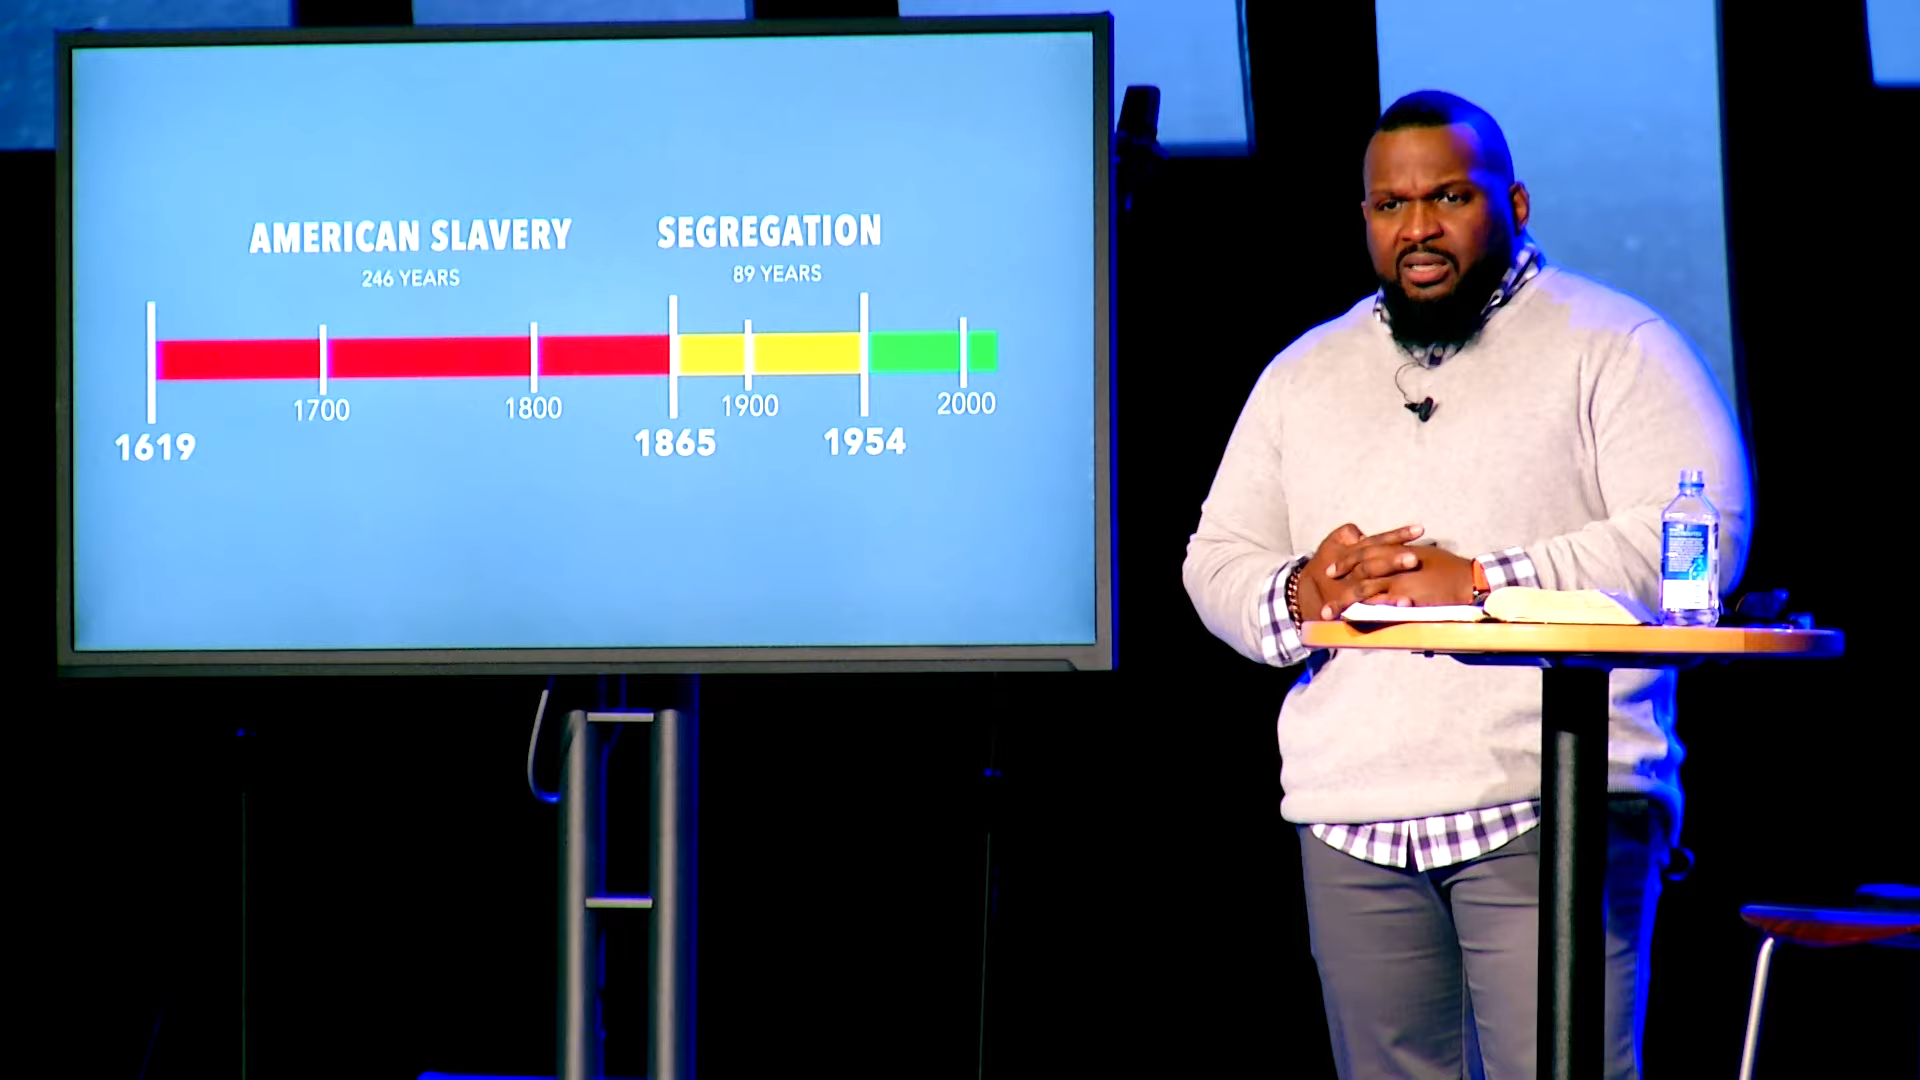 AMERICAN SLAVERY
246 YEARS
SEGREGATION
89 YEARS
1700
1800
1900
2000
1619
1865
1954